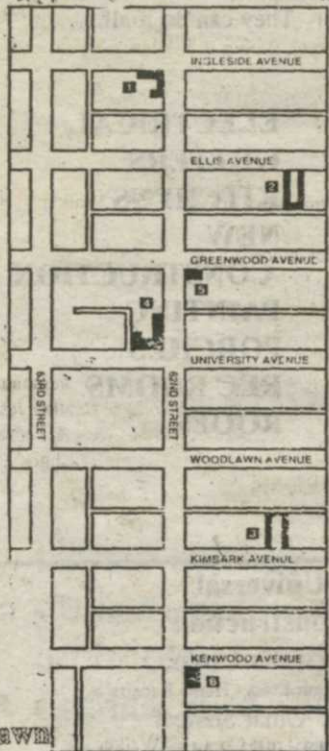 INGLESIDE AVENUE
1
ELLIS AVENUE
2
GREENWOOD AVENUE
5
4
UNIVERSITY AVENUE
63RD STREET
62ND STREET
WOODLAWN AVENUE
3
KIMBARK AVENUE
KENWOOD AVENUE
6
awn